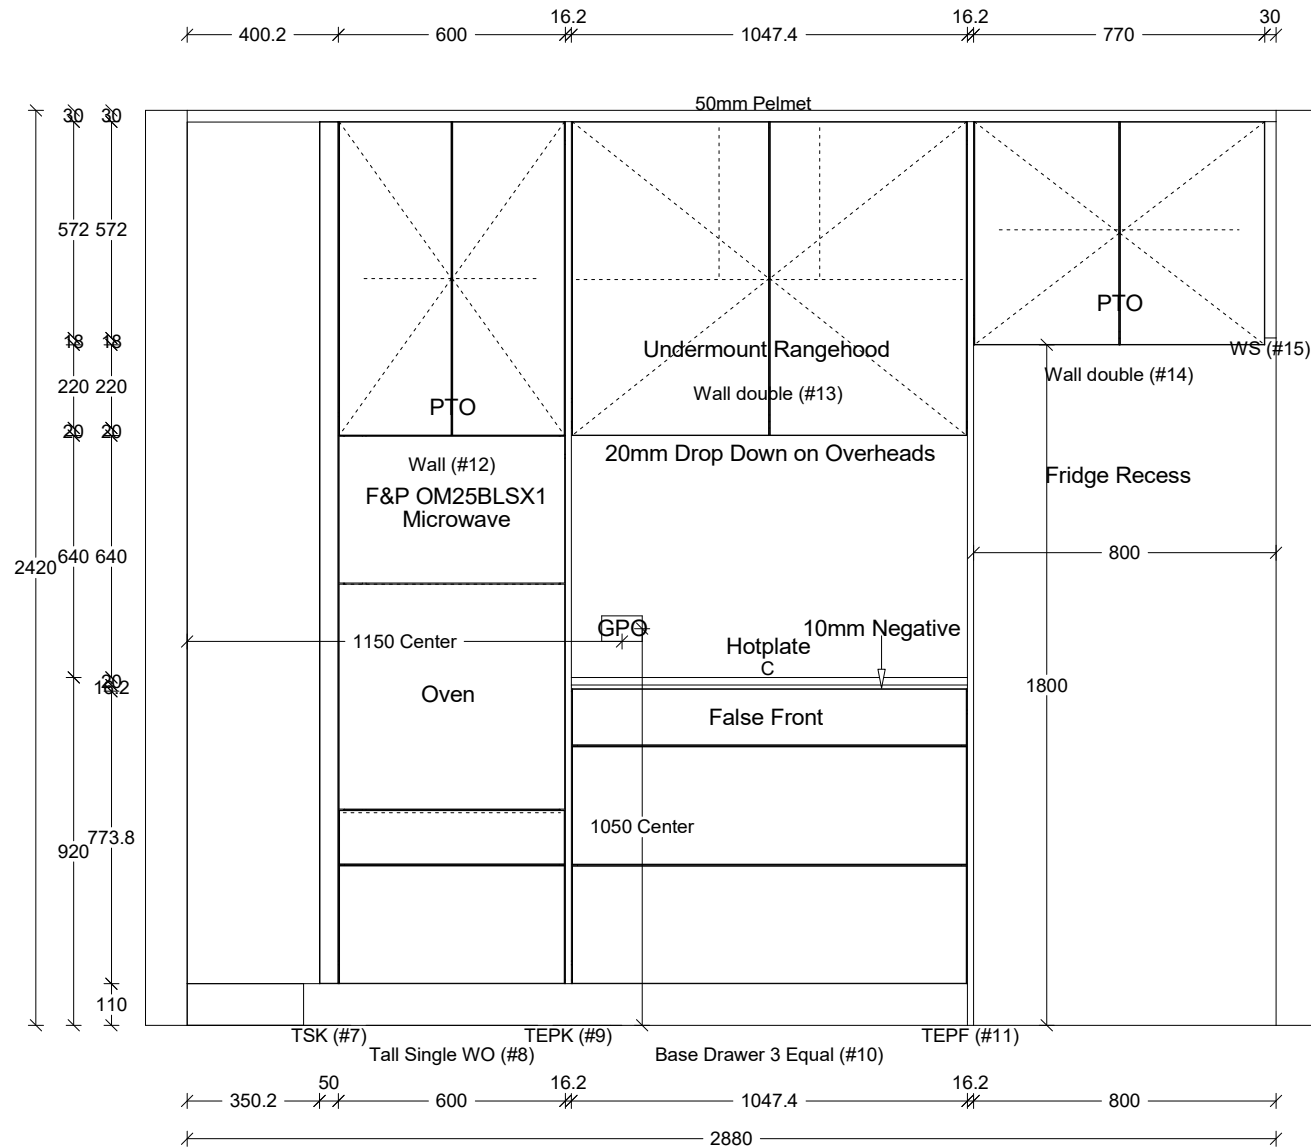 16.2 16.2 30
400.2 600 1047.4 770
50mm Pelmet
30 30
572 572
PTO
18 18
Undermount Rangehood
WS (#15)
Wall double (#14)
220 220
Wall double (#13)
PTO
20 20
20mm Drop Down on Overheads
Wall (#12)
Fridge Recess
F&P OM25BLSX1
Microwave
640 640
800
2420
GPO
10mm Negative
1150 Center
Hotplate
C
20
16.2
1800
Oven
False Front
1050 Center
773.8
920
110
TSK (#7) TEPK (#9) TEPF (#11)
Tall Single WO (#8) Base Drawer 3 Equal (#10)
50 16.2 16.2
350.2 600 1047.4 800
2880